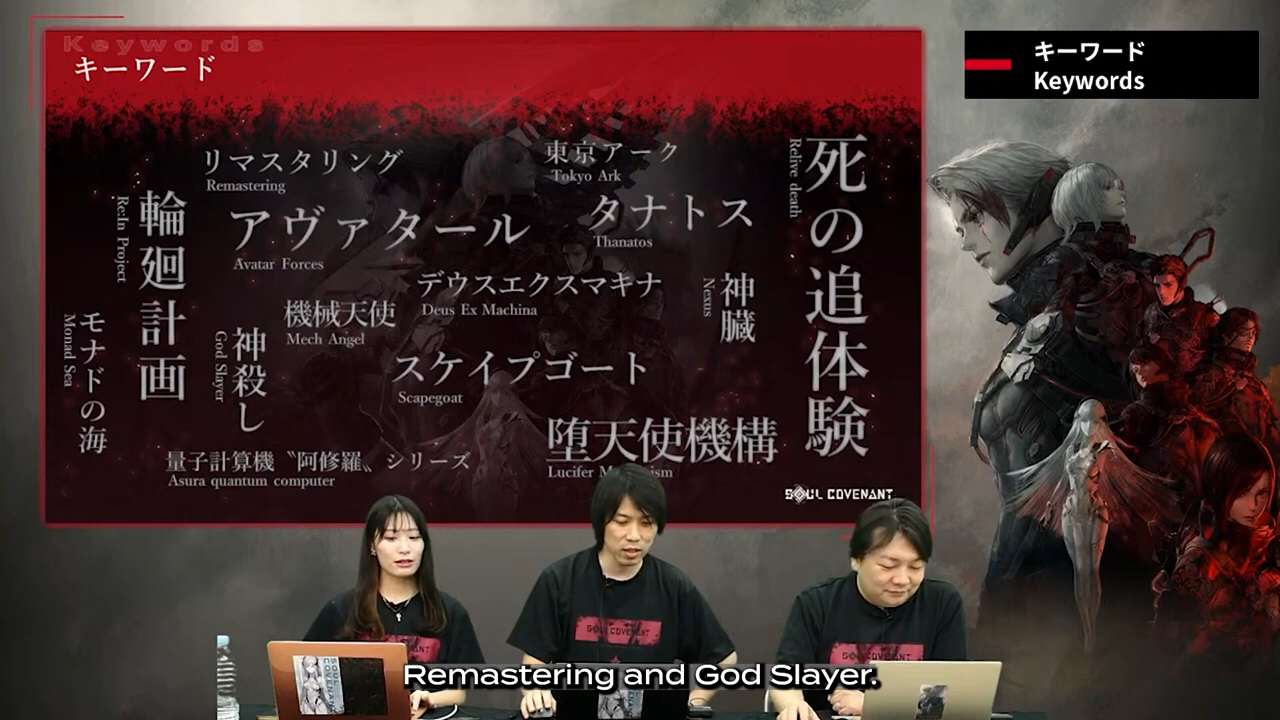 Keywords
キーワード
キーワード
Keywords
リマスタリング
Remastering
東京アーク
Tokyo Ark
死の追体験
Relive death
輪廻計画
Re:In Project
アヴァタール
Avatar Forces
タナトス
Thanatos
デウスエクスマキナ
Deus Ex Machina
神臓
Nexus
機械天使
Mech Angel
モナドの海
Monad Sea
神殺し
God Slayer
スケイプゴート
Scapegoat
堕天使機構
Lucifer M
量子計算機〝阿修羅〟シリーズ
Asura quantum computer
SOUL COVENANT
SOUL COVENANT
Remastering and God Slayer.